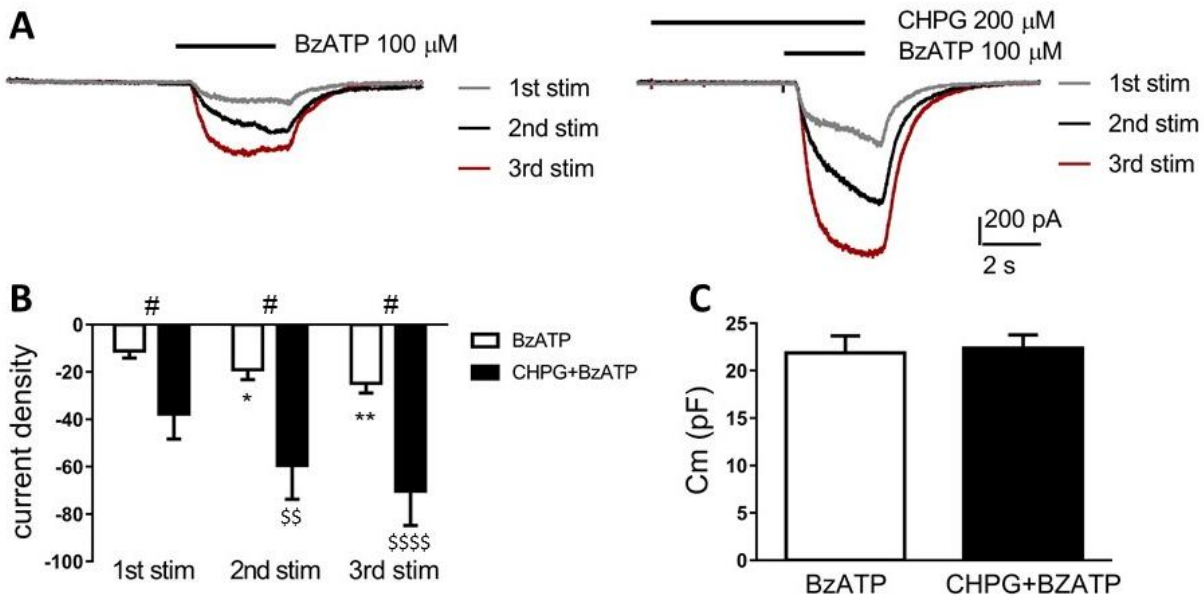 A
BzATP 100 μM
1st stim
2nd stim
3rd stim
CHPG 200 μM
BzATP 100 μM
1st stim
2nd stim
3rd stim
200 pA
2 s
B
# # #
0
-20
-40
-60
-80
-100
current density
* **
$$ $$$$
1st stim 2nd stim 3rd stim
BzATP
CHPG+BzATP
C
25
20
15
10
5
0
Cm (pF)
BzATP CHPG+BZATP